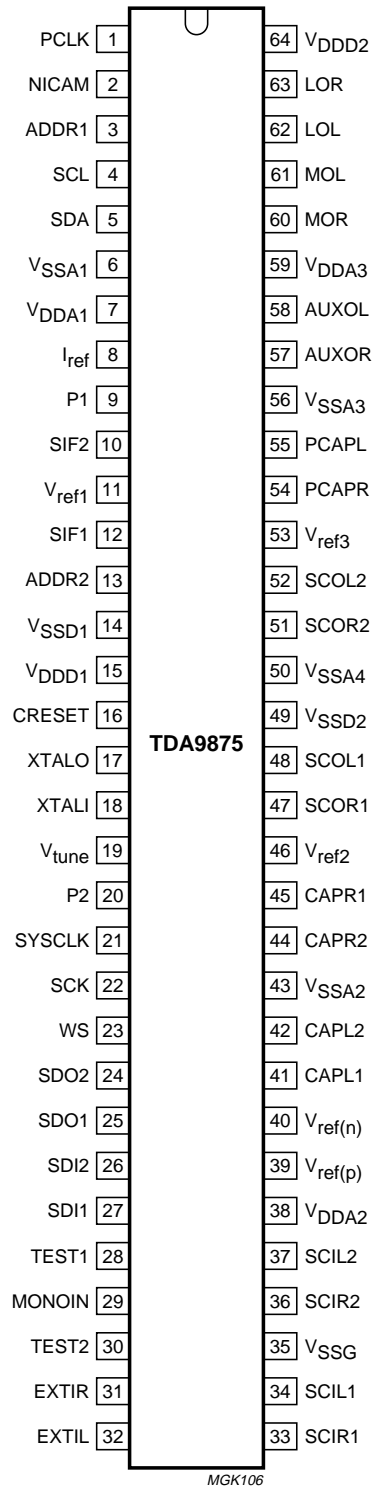 PCLK 1 64 VDDD2
NICAM 2 63 LOR
ADDR1 3 62 LOL
SCL 4 61 MOL
SDA 5 60 MOR
VSSA1 6 59 VDDA3
VDDA1 7 58 AUXOL
Iref 8 57 AUXOR
P1 9 56 VSSA3
SIF2 10 55 PCAPL
Vref1 11 54 PCAPR
SIF1 12 53 Vref3
ADDR2 13 52 SCOL2
VSSD1 14 51 SCOR2
VDDD1 15 50 VSSA4
CRESET 16 49 VSSD2
TDA9875
XTALO 17 48 SCOL1
XTALI 18 47 SCOR1
Vtune 19 46 Vref2
P2 20 45 CAPR1
SYSCLK 21 44 CAPR2
SCK 22 43 VSSA2
WS 23 42 CAPL2
SDO2 24 41 CAPL1
SDO1 25 40 Vref(n)
SDI2 26 39 Vref(p)
SDI1 27 38 VDDA2
TEST1 28 37 SCIL2
MONOIN 29 36 SCIR2
TEST2 30 35 VSSG
EXTIR 31 34 SCIL1
EXTIL 32 33 SCIR1
MGK106